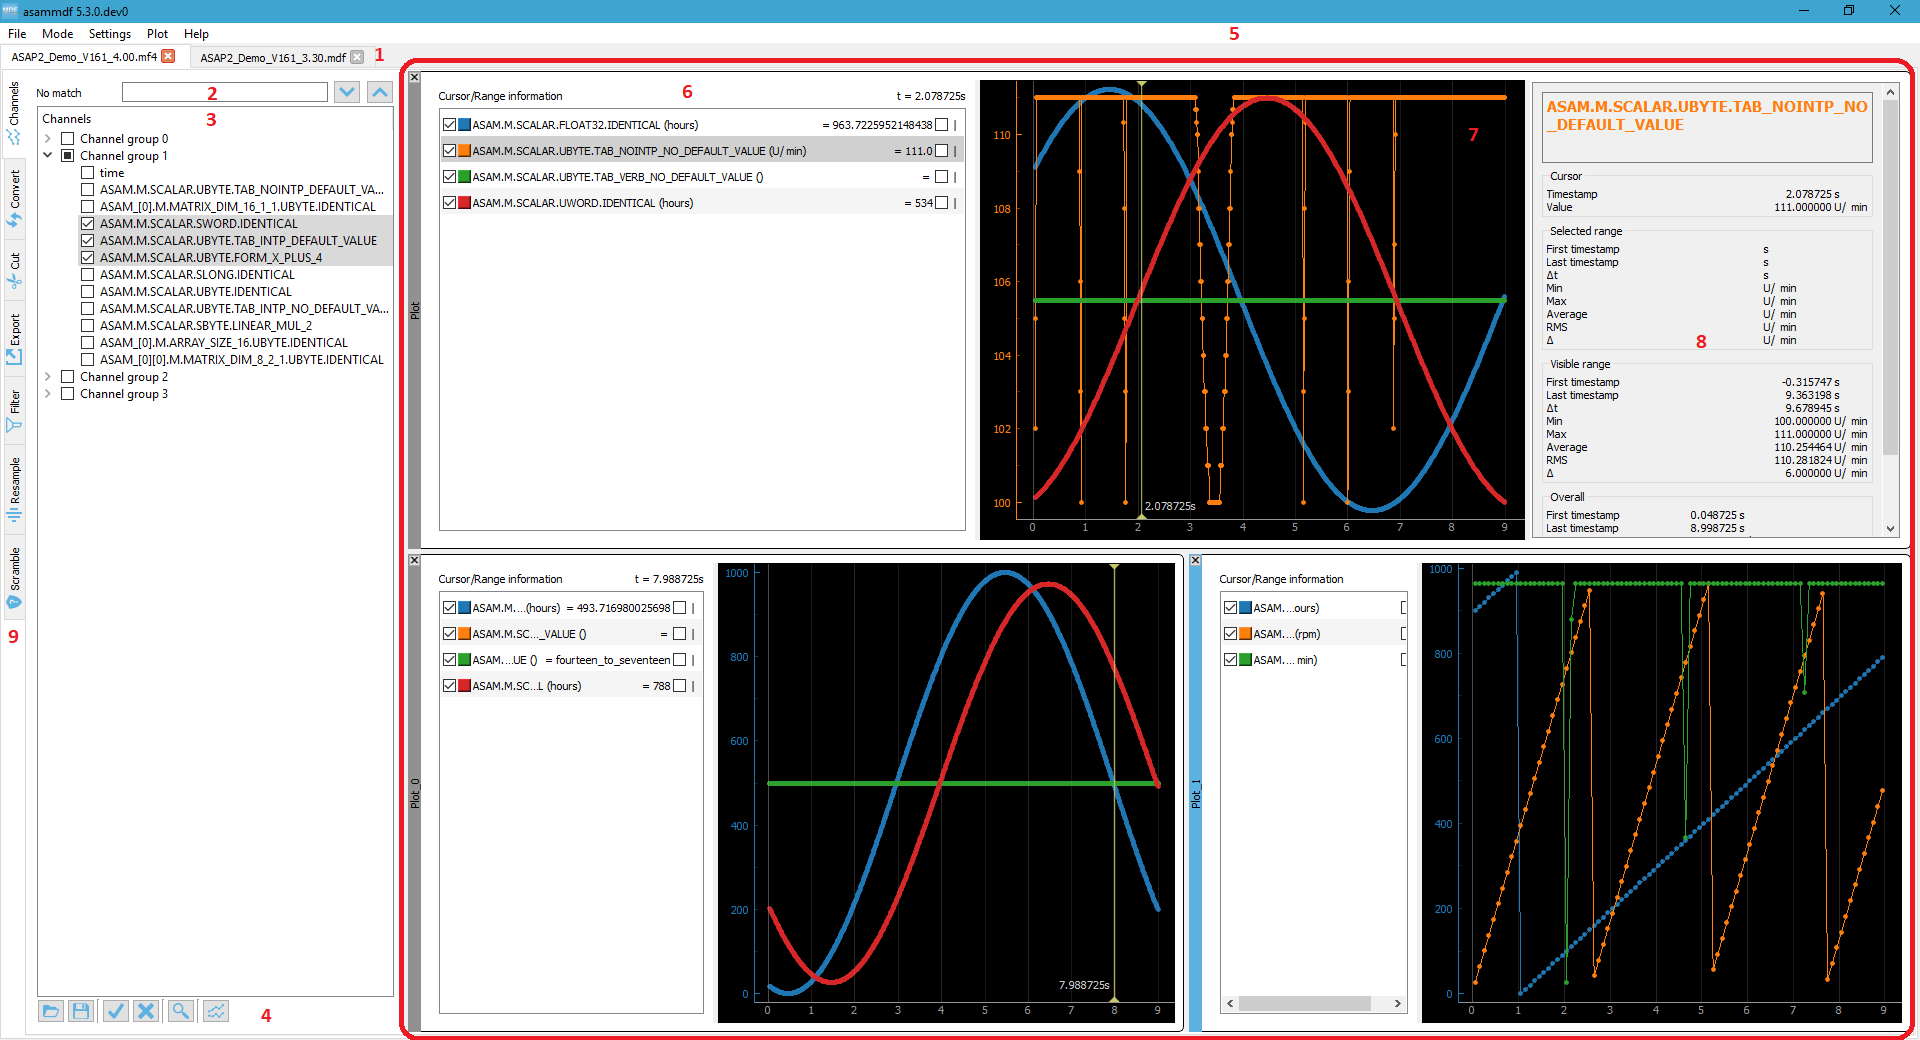 MDF asammdf 5.3.0.dev0
File Mode Settings Plot Help
5
ASAP2_Demo_V161_4.00.mf4 ASAP2_Demo_V161_3.30.mdf 1
No match 2
Channels 3
Channel group 0
Channel group 1
time
ASAM.M.SCALAR.UBYTE.TAB_NOINTP_DEFAULT_VA...
ASAM_[0].M.MATRIX_DIM_16_1_1.UBYTE.IDENTICAL
ASAM.M.SCALAR.SWORD.IDENTICAL
ASAM.M.SCALAR.UBYTE.TAB_INTP_DEFAULT_VALUE
ASAM.M.SCALAR.UBYTE.FORM_X_PLUS_4
ASAM.M.SCALAR.SLONG.IDENTICAL
ASAM.M.SCALAR.UBYTE.IDENTICAL
ASAM.M.SCALAR.UBYTE.TAB_INTP_NO_DEFAULT_VA...
ASAM.M.SCALAR.SBYTE.LINEAR_MUL_2
ASAM_[0].M.ARRAY_SIZE_16.UBYTE.IDENTICAL
ASAM_[0][0].M.MATRIX_DIM_8_2_1.UBYTE.IDENTICAL
Channel group 2
Channel group 3
4
Channels
Convert
Cut
Export
Filter
Resample
Scramble
9
Plot
Cursor/Range information 6 t = 2.078725s
ASAM.M.SCALAR.FLOAT32.IDENTICAL (hours) = 963.7225952148438
ASAM.M.SCALAR.UBYTE.TAB_NOINTP_NO_DEFAULT_VALUE (U/ min) = 111.0
ASAM.M.SCALAR.UBYTE.TAB_VERB_NO_DEFAULT_VALUE () =
ASAM.M.SCALAR.UWORD.IDENTICAL (hours) = 534
7
110
108
106
104
102
100
2.078725s
0 1 2 3 4 5 6 7 8 9
ASAM.M.SCALAR.UBYTE.TAB_NOINTP_NO
_DEFAULT_VALUE
Cursor
Timestamp 2.078725 s
Value 111.000000 U/ min
Selected range
First timestamp s
Last timestamp s
Δt s
Min U/ min
Max U/ min
Average U/ min
RMS U/ min
Δ U/ min
8
Visible range
First timestamp -0.315747 s
Last timestamp 9.363198 s
Δt 9.678945 s
Min 100.000000 U/ min
Max 111.000000 U/ min
Average 110.254464 U/ min
RMS 110.281824 U/ min
Δ 6.000000 U/ min
Overall
First timestamp 0.048725 s
Last timestamp 8.998725 s
Plot_0
Cursor/Range information t = 7.988725s
ASAM.M....(hours) = 493.716980025698
ASAM.M.SC..._VALUE () =
ASAM....UE () = fourteen_to_seventeen
ASAM.M.SC...L (hours) = 788
1000
800
600
400
200
0
7.988725s
0 1 2 3 4 5 6 7 8 9
Plot_1
Cursor/Range information
ASAM....ours)
ASAM....(rpm)
ASAM.... min)
1000
800
600
400
200
0
0 1 2 3 4 5 6 7 8 9